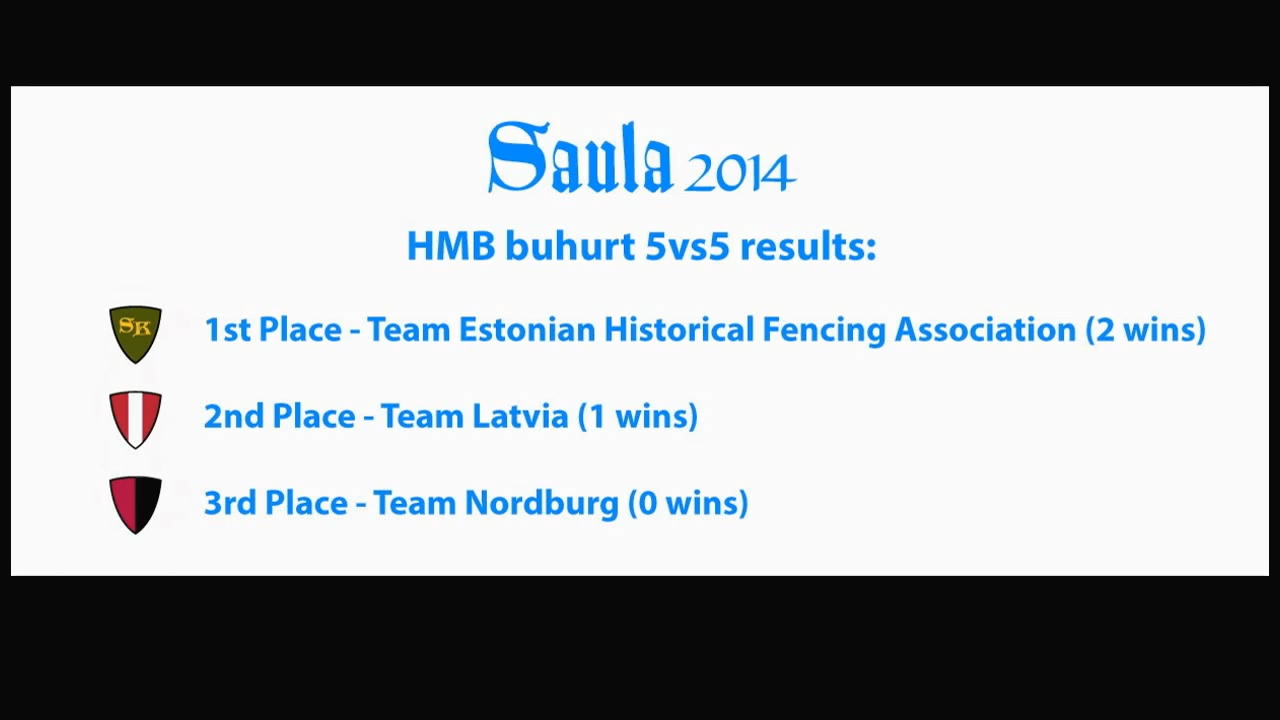 Saula 2014
HMB buhurt 5vs5 results:
SK
1st Place - Team Estonian Historical Fencing Association (2 wins)
2nd Place - Team Latvia (1 wins)
3rd Place - Team Nordburg (0 wins)